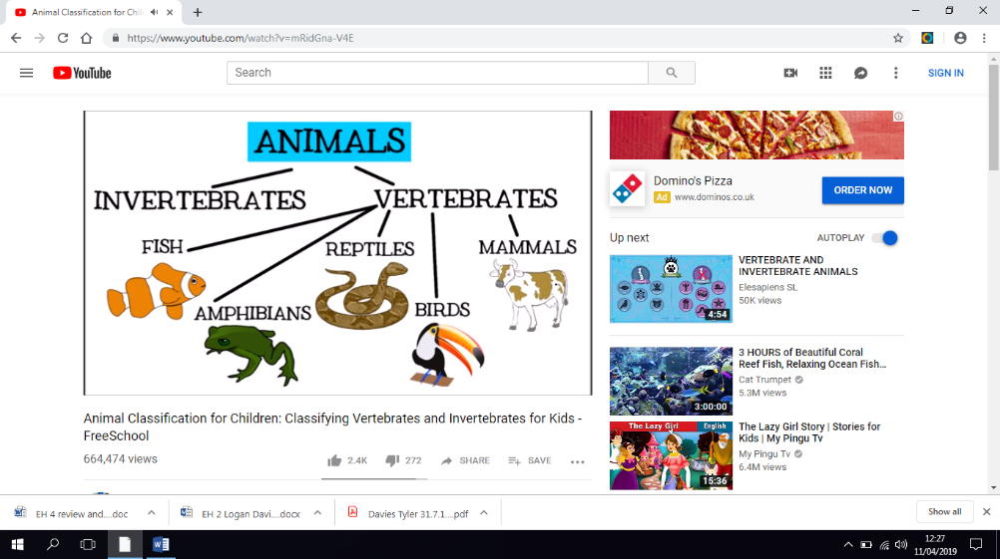 Animal Classification for Chil
https://www.youtube.com/watch?v=mRidGna-V4E
YouTube
Search
SIGN IN
ANIMALS
INVERTEBRATES
VERTEBRATES
FISH
REPTILES
MAMMALS
AMPHIBIANS
BIRDS
Animal Classification for Children: Classifying Vertebrates and Invertebrates for Kids -
FreeSchool
664,474 views
2.4K
272
SHARE
SAVE
Domino's Pizza
Ad www.dominos.co.uk
ORDER NOW
Up next
AUTOPLAY
4:54
VERTEBRATE AND
INVERTEBRATE ANIMALS
Elesapiens SL
50K views
3:00:00
3 HOURS of Beautiful Coral
Reef Fish, Relaxing Ocean Fish...
Cat Trumpet
5.3M views
The Lazy Girl
English
15:36
The Lazy Girl Story | Stories for
Kids | My Pingu Tv
My Pingu Tv
6.4M views
EH 4 review and....doc
EH 2 Logan Davi....docx
Davies Tyler 31.7.1....pdf
Show all
12:27
11/04/2019